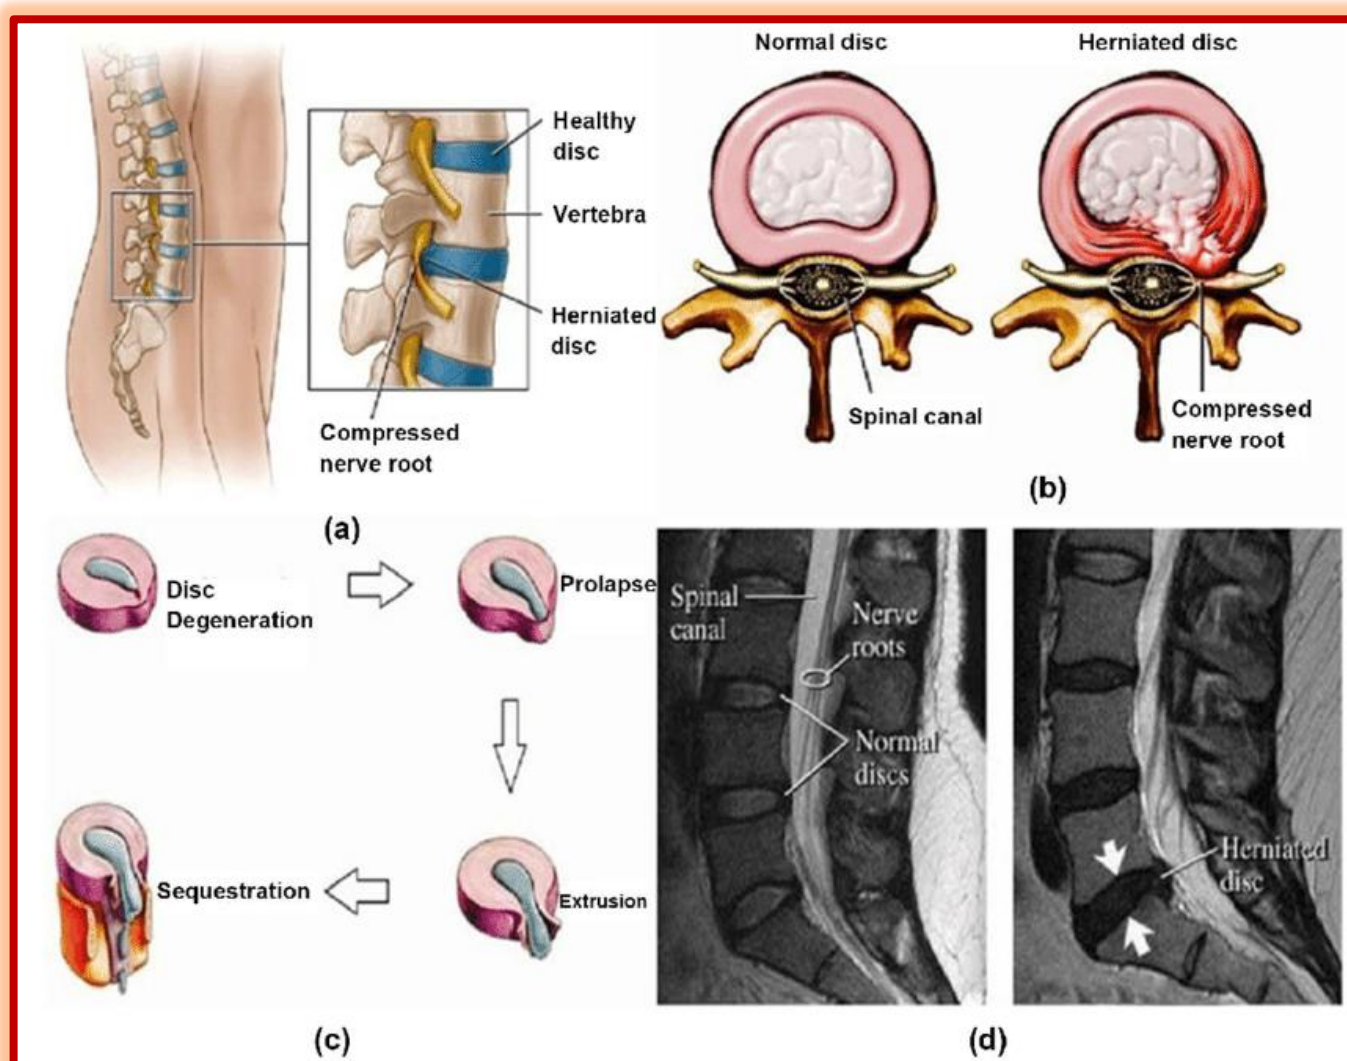 Healthy
disc
Vertebra
Herniated
disc
Compressed
nerve root
(a)
Normal disc
Herniated disc
Spinal canal
Compressed
nerve root
(b)
Disc
Degeneration
Prolapse
Extrusion
Sequestration
(c)
Spinal
canal
Nerve
roots
Normal
discs
Herniated
disc
(d)